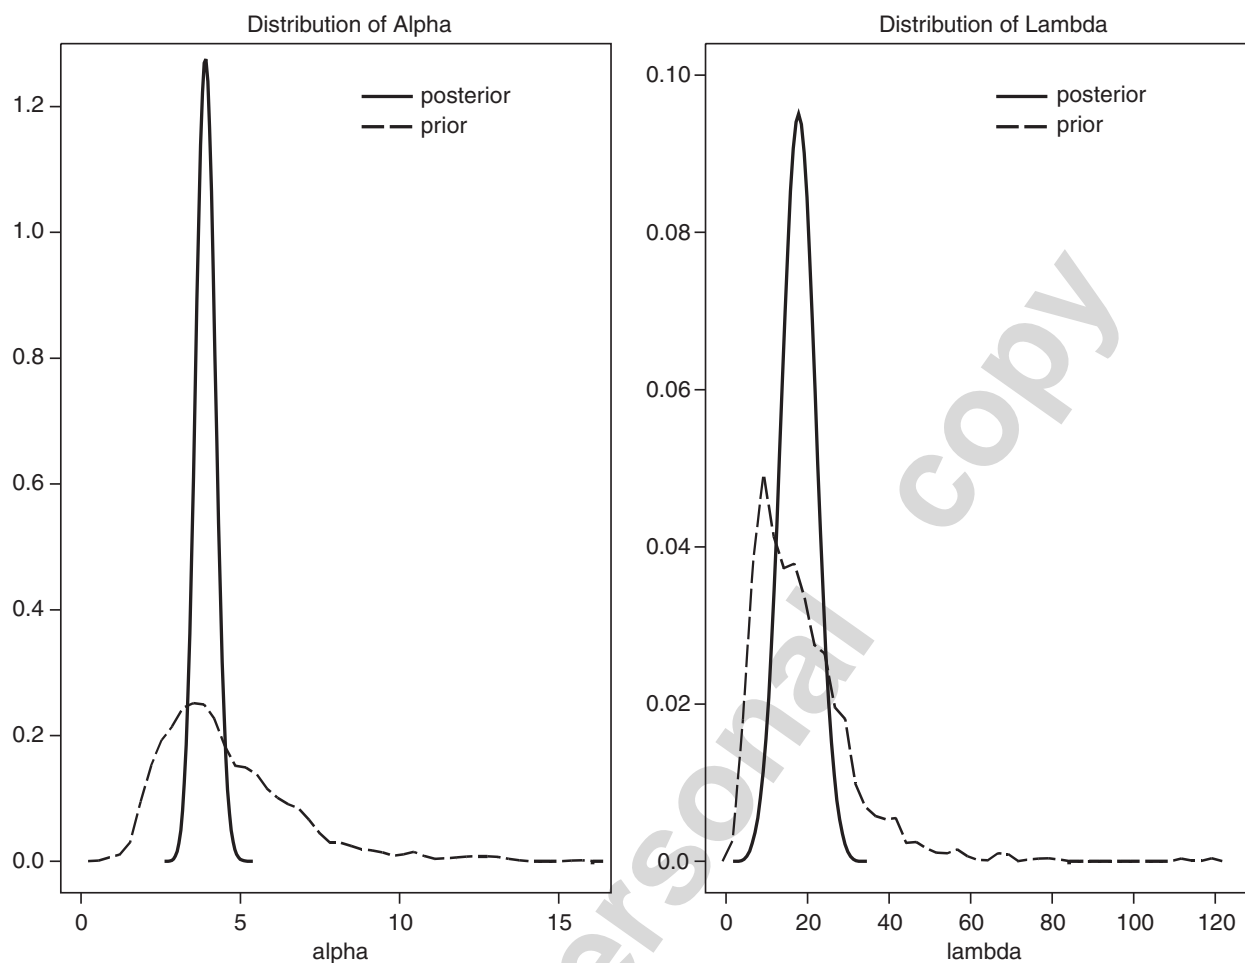 Distribution of Alpha
posterior
prior
1.2
1.0
0.8
0.6
0.4
0.2
0.0
0 5 10 15
alpha
Distribution of Lambda
posterior
prior
0.10
0.08
0.06
0.04
0.02
0.0
0 20 40 60 80 100 120
lambda
ersonal copy